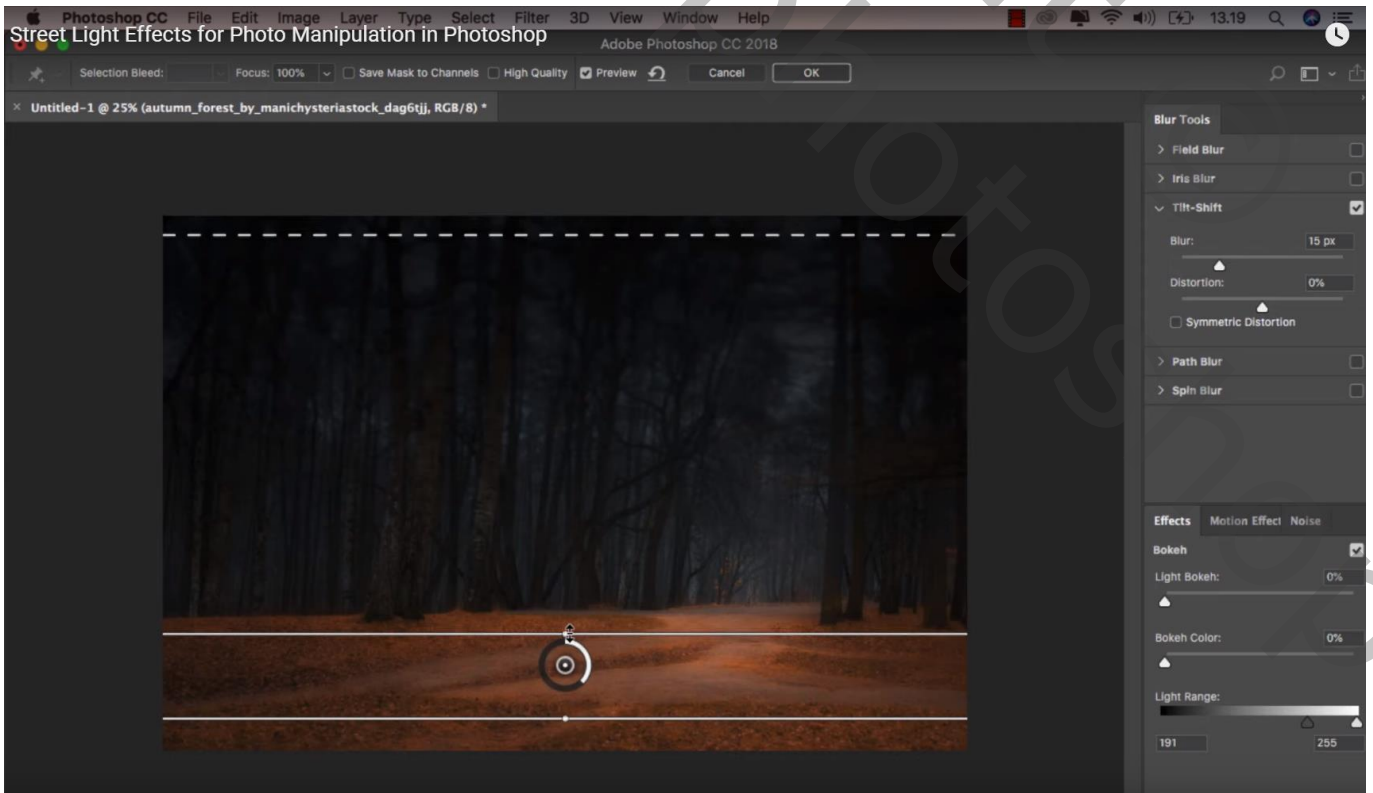 Photoshop CC File Edit Image Layer Type Select Filter 3D View Window Help 13.19
Street Light Effects for Photo Manipulation in Photoshop
Adobe Photoshop CC 2018
Selection Bleed: Focus: 100% Save Mask to Channels High Quality Preview Cancel OK
× Untitled-1 @ 25% (autumn_forest_by_manichysteriastock_dag6tjj, RGB/8) *
Blur Tools
Field Blur
Iris Blur
Tilt-Shift
Blur: 15 px
Distortion: 0%
Symmetric Distortion
Path Blur
Spin Blur
Effects Motion Effect Noise
Bokeh
Light Bokeh: 0%
Bokeh Color: 0%
Light Range:
191 255